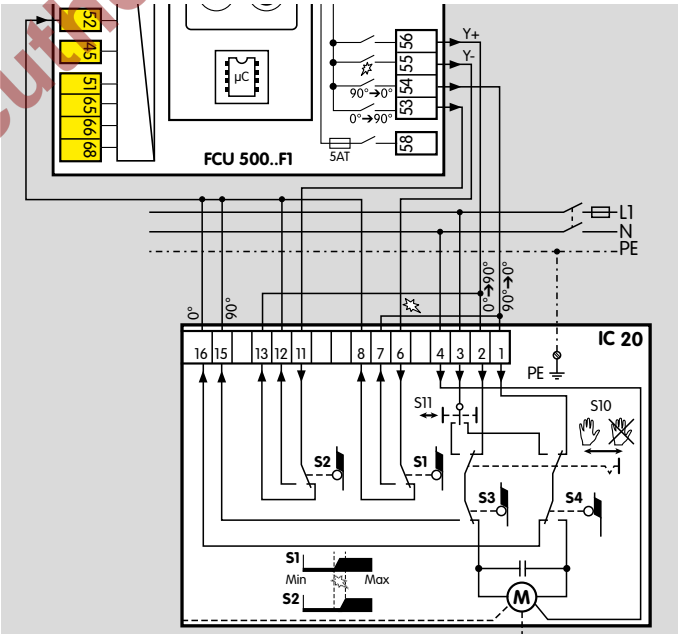 52
45
51
65
66
68
µC
FCU 500..F1
56
55
54
53
58
90°→0°
0°→90°
5AT
Y+
Y-
L1
N
PE
0°
90°
0°→90°
90°→0°
IC 20
16 15 13 12 11 8 7 6 4 3 2 1
PE
S11
S10
S2
S1
S3
S4
S1
Min Max
S2
M